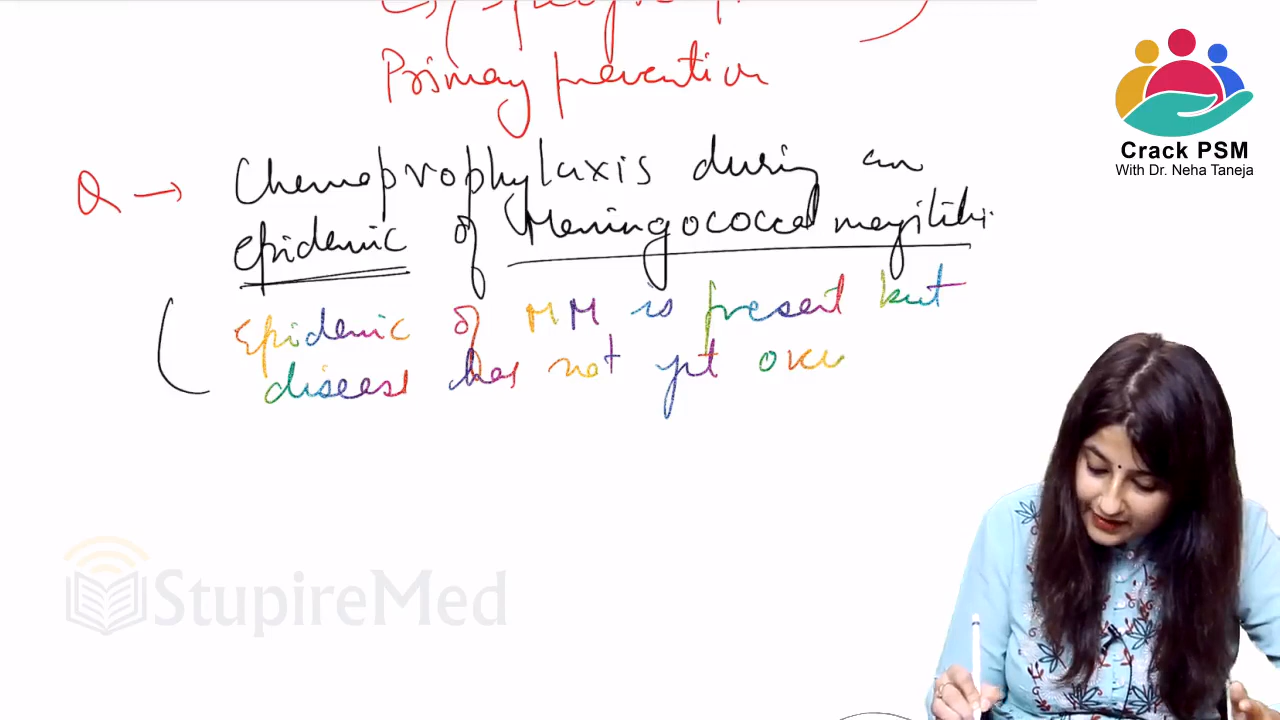 Primary prevention
Q → Chemoprophylaxis during an
epidemic of Meningococcal
(Epidemic of MM is present but
disease has not yet occu
Crack PSM
With Dr. Neha Taneja
StupireMed